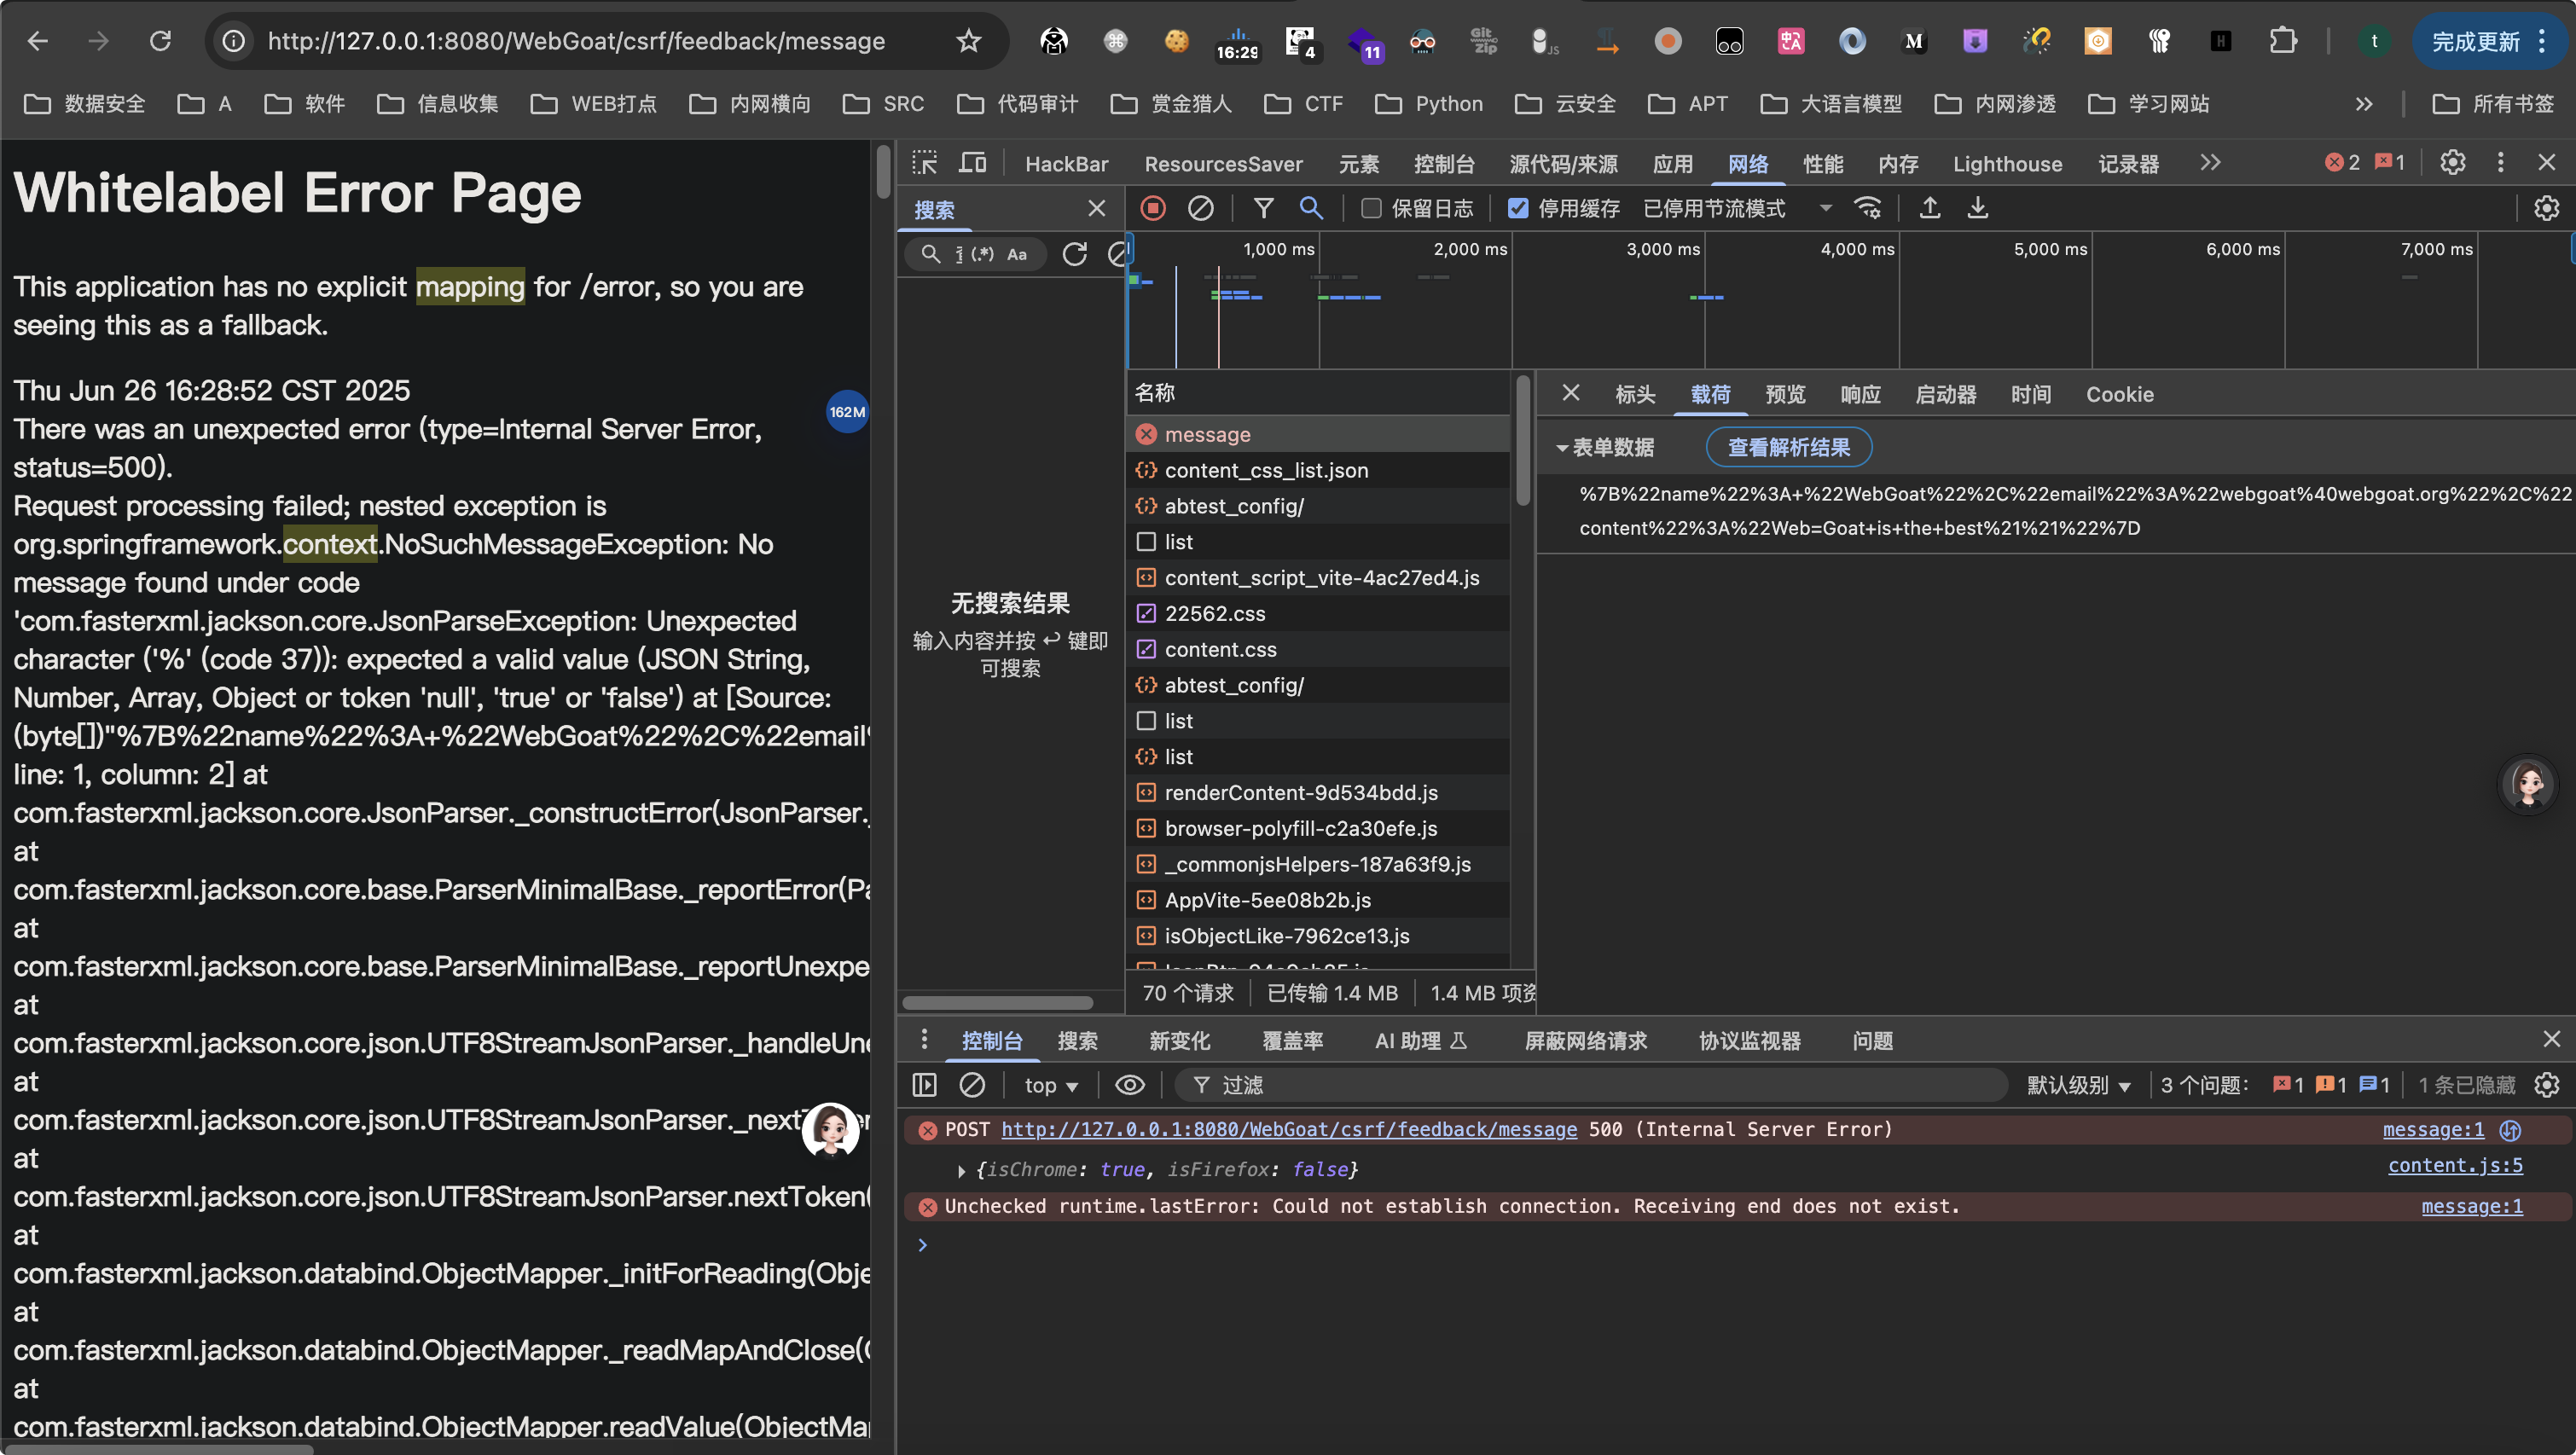 http://127.0.0.1:8080/WebGoat/csrf/feedback/message
16:29
4
11
Git
Zip
JS
M
H
t
完成更新
数据安全
A
软件
信息收集
WEB打点
内网横向
SRC
代码审计
赏金猎人
CTF
Python
云安全
APT
大语言模型
内网渗透
学习网站
所有书签
Whitelabel Error Page
This application has no explicit mapping for /error, so you are
seeing this as a fallback.
Thu Jun 26 16:28:52 CST 2025
162M
There was an unexpected error (type=Internal Server Error,
status=500).
Request processing failed; nested exception is
org.springframework.context.NoSuchMessageException: No
message found under code
'com.fasterxml.jackson.core.JsonParseException: Unexpected
character ('%' (code 37)): expected a valid value (JSON String,
Number, Array, Object or token 'null', 'true' or 'false') at [Source:
(byte[])"%7B%22name%22%3A+%22WebGoat%22%2C%22email%
line: 1, column: 2] at
com.fasterxml.jackson.core.JsonParser._constructError(JsonParser.
at
com.fasterxml.jackson.core.base.ParserMinimalBase._reportError(Pa
at
com.fasterxml.jackson.core.base.ParserMinimalBase._reportUnexpe
at
com.fasterxml.jackson.core.json.UTF8StreamJsonParser._handleUne
at
com.fasterxml.jackson.core.json.UTF8StreamJsonParser._next
at
com.fasterxml.jackson.core.json.UTF8StreamJsonParser.nextToken(
at
com.fasterxml.jackson.databind.ObjectMapper._initForReading(Obje
at
com.fasterxml.jackson.databind.ObjectMapper._readMapAndClose(
at
com.fasterxml.jackson.databind.ObjectMapper.readValue(ObjectMa
HackBar
ResourcesSaver
元素
控制台
源代码/来源
应用
网络
性能
内存
Lighthouse
记录器
2
1
搜索
保留日志
停用缓存
已停用节流模式
(.*)
Aa
1,000 ms
2,000 ms
3,000 ms
4,000 ms
5,000 ms
6,000 ms
7,000 ms
无搜索结果
输入内容并按 键即
可搜索
名称
message
content_css_list.json
abtest_config/
list
content_script_vite-4ac27ed4.js
22562.css
content.css
abtest_config/
list
list
renderContent-9d534bdd.js
browser-polyfill-c2a30efe.js
_commonjsHelpers-187a63f9.js
AppVite-5ee08b2b.js
isObjectLike-7962ce13.js
70 个请求
已传输 1.4 MB
1.4 MB 项资
标头
载荷
预览
响应
启动器
时间
Cookie
表单数据
查看解析结果
%7B%22name%22%3A+%22WebGoat%22%2C%22email%22%3A%22webgoat%40webgoat.org%22%2C%22
content%22%3A%22Web=Goat+is+the+best%21%21%22%7D
控制台
搜索
新变化
覆盖率
AI 助理
屏蔽网络请求
协议监视器
问题
top
过滤
默认级别
3 个问题:
1
1
1
1 条已隐藏
POST http://127.0.0.1:8080/WebGoat/csrf/feedback/message 500 (Internal Server Error)
message:1
{isChrome: true, isFirefox: false}
content.js:5
Unchecked runtime.lastError: Could not establish connection. Receiving end does not exist.
message:1